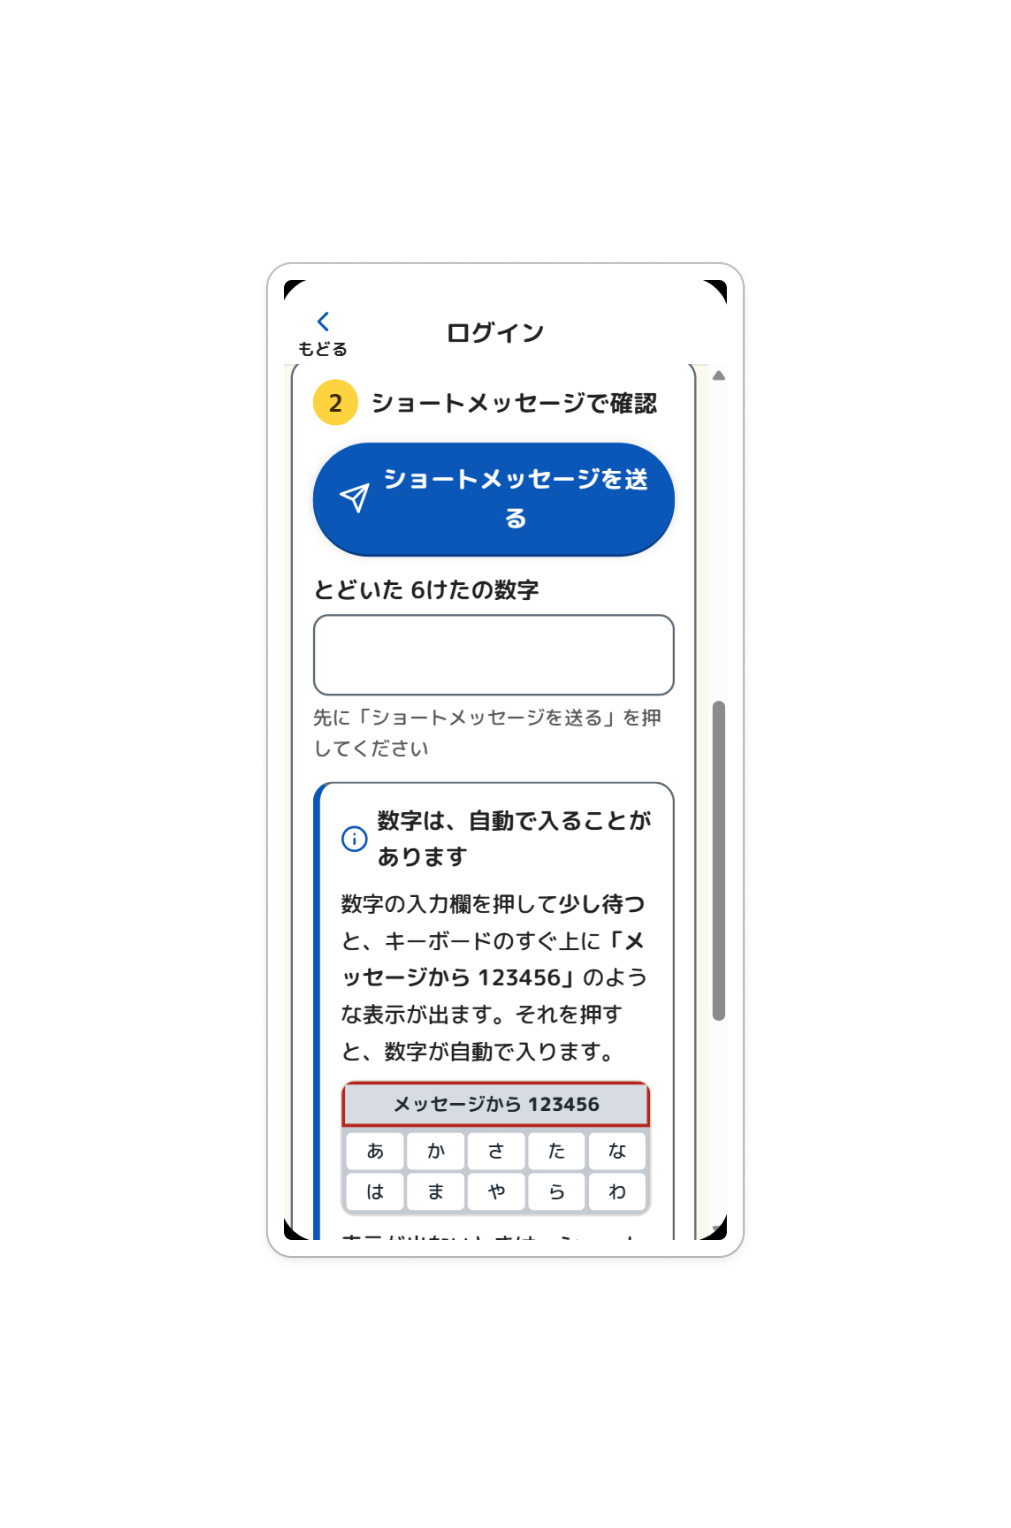 もどる
ログイン
2 ショートメッセージで確認
ショートメッセージを送
る
とどいた 6けたの数字
先に「ショートメッセージを送る」を押
してください
数字は、自動で入ることが
あります
数字の入力欄を押して少し待つ
と、キーボードのすぐ上に「メ
ッセージから 123456」のよう
な表示が出ます。それを押す
と、数字が自動で入ります。
メッセージから 123456
あ か さ た な
は ま や ら わ